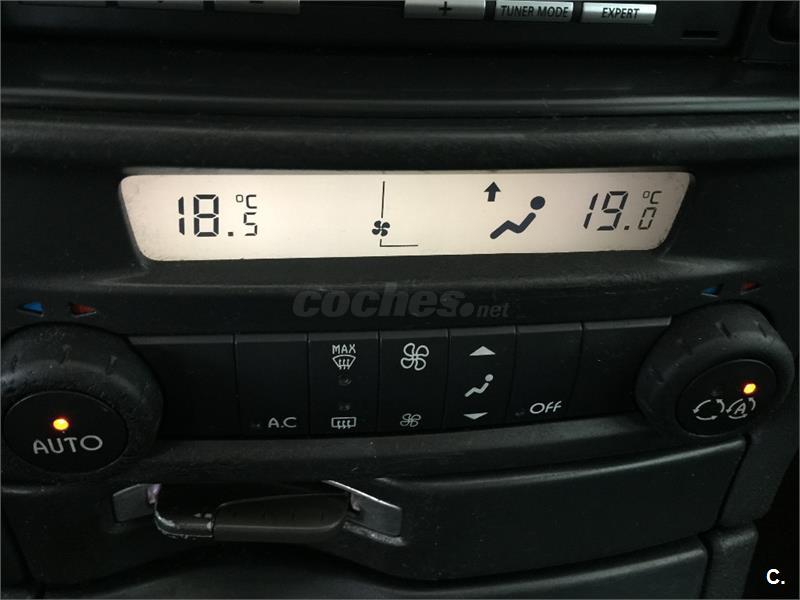 + TUNER MODE EXPERT
18.5 °C
19.0 °C
coches.net
MAX
A.C
OFF
AUTO
A
C.